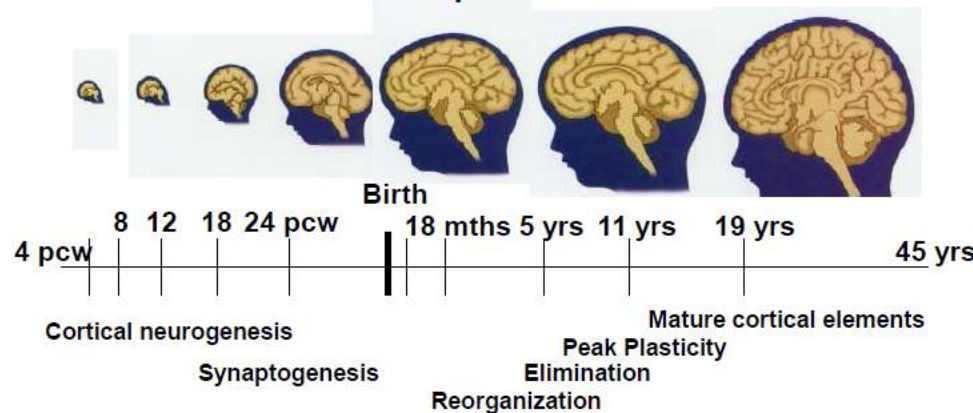 Birth
8 12 18 24 pcw 18 mths 5 yrs 11 yrs 19 yrs
4 pcw 45 yrs
Cortical neurogenesis
Mature cortical elements
Peak Plasticity
Synaptogenesis Elimination
Reorganization